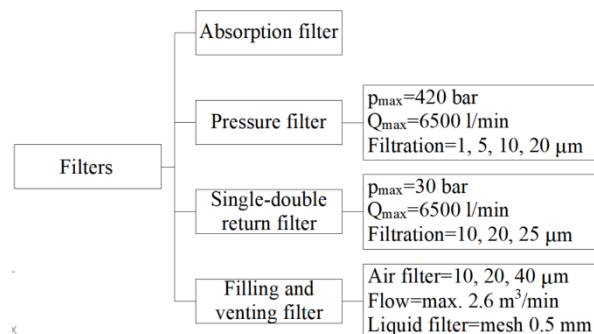 Absorption filter
Filters
Pressure filter
pmax=420 bar
Qmax=6500 l/min
Filtration=1, 5, 10, 20 μm
Single-double
return filter
pmax=30 bar
Qmax=6500 l/min
Filtration=10, 20, 25 μm
Filling and
venting filter
Air filter=10, 20, 40 μm
Flow=max. 2.6 m³/min
Liquid filter=mesh 0.5 mm